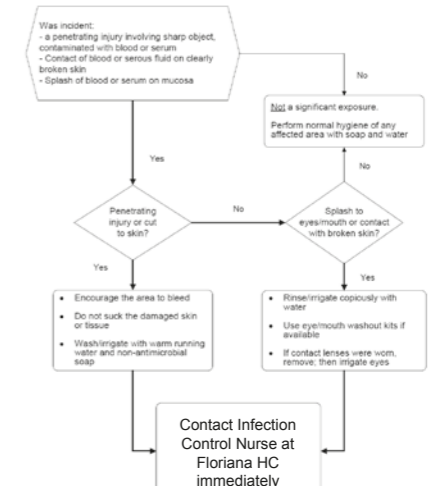 Was incident:
- a penetrating injury involving sharp object,
contaminated with blood or serum
- Contact of blood or serous fluid on clearly
broken skin
- Splash of blood or serum on mucosa
No
Not a significant exposure.
Perform normal hygiene of any
affected area with soap and water
Yes
No
Penetrating
injury or cut
to skin?
No
Splash to
eyes/mouth or contact
with broken skin?
Yes
Yes
• Encourage the area to bleed
• Do not suck the damaged skin
or tissue
• Wash/irrigate with warm running
water and non-antimicrobial
soap
• Rinse/irrigate copiously with
water
• Use eye/mouth washout kits if
available
• If contact lenses were worn,
remove; then irrigate eyes
Contact Infection
Control Nurse at
Floriana HC
immediately